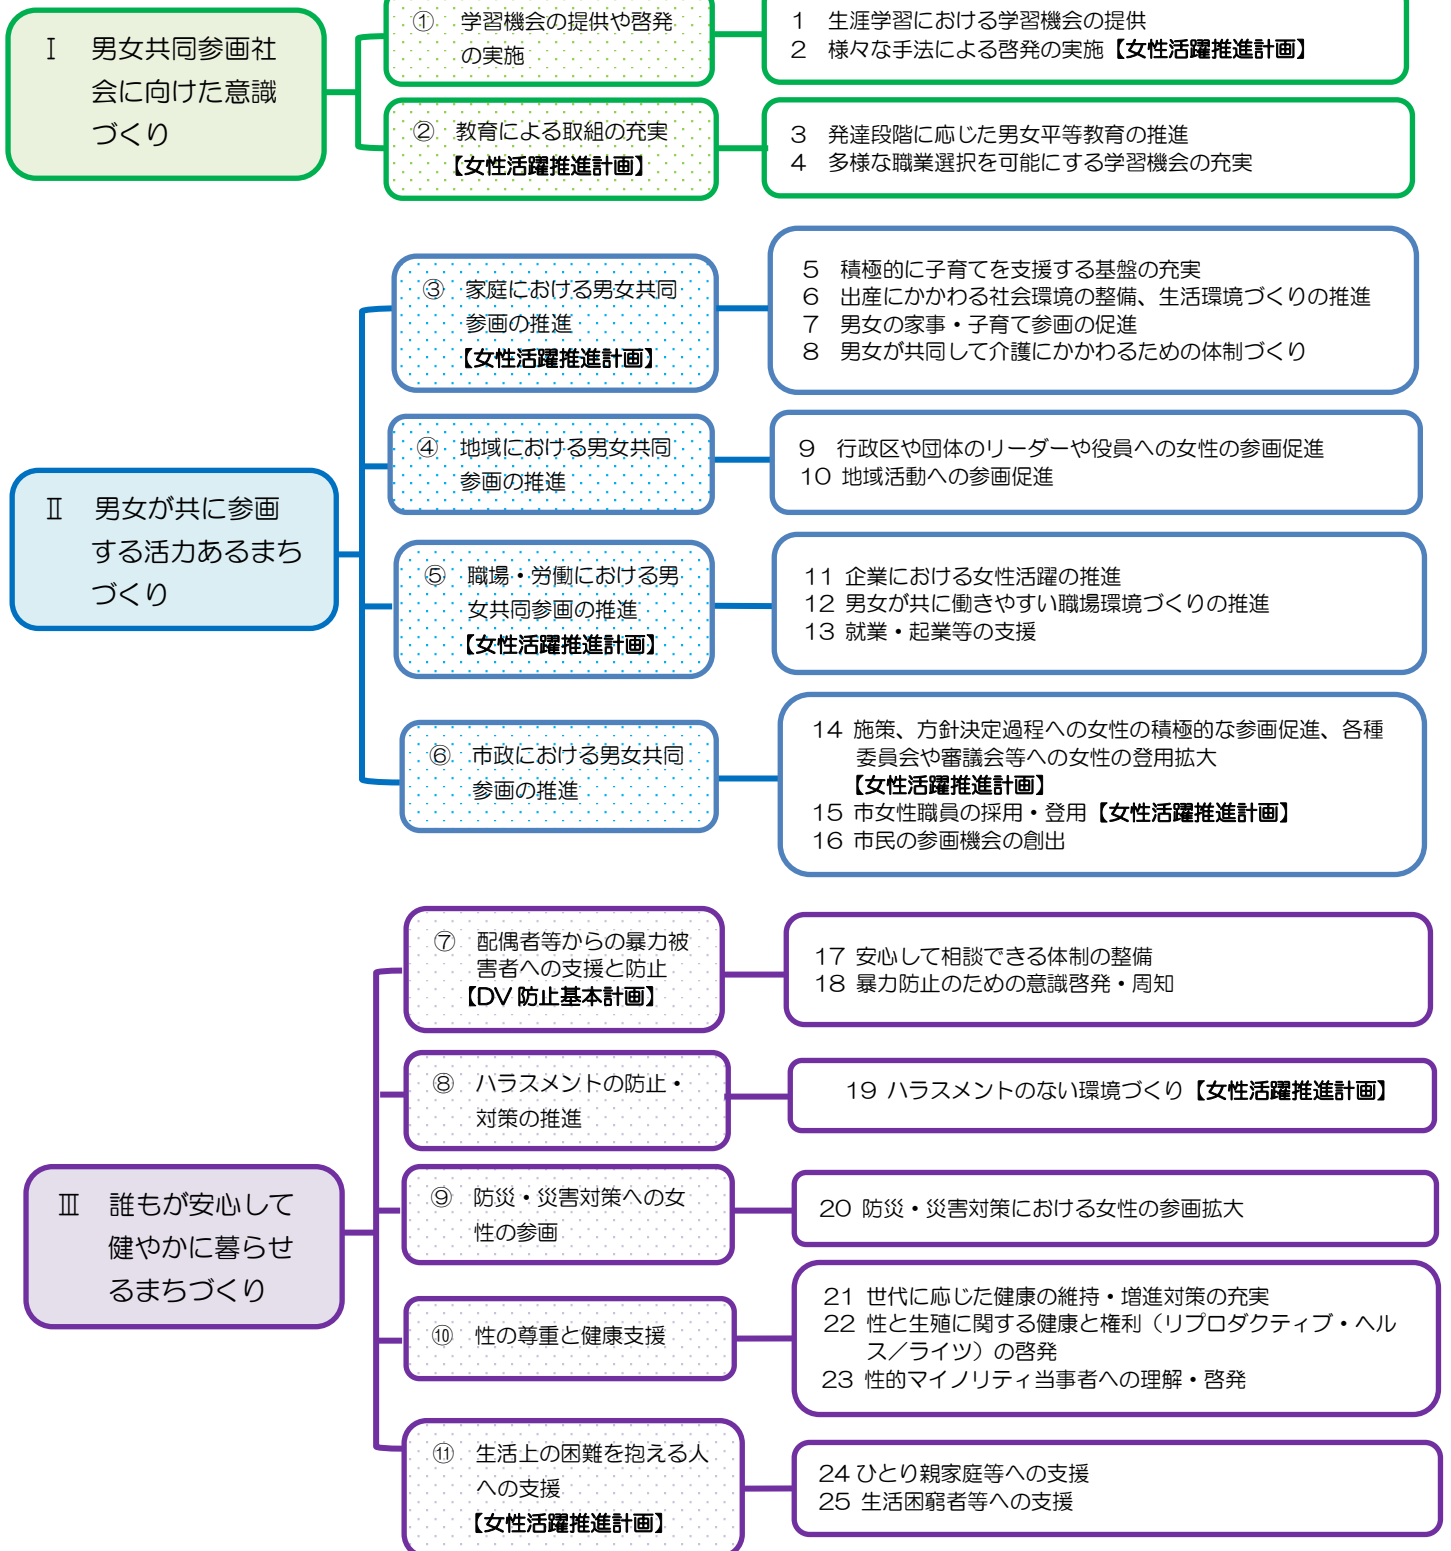 Ⅰ 男女共同参画社
会に向けた意識
づくり
① 学習機会の提供や啓発
の実施
1 生涯学習における学習機会の提供
2 様々な手法による啓発の実施【女性活躍推進計画】
② 教育による取組の充実
【女性活躍推進計画】
3 発達段階に応じた男女平等教育の推進
4 多様な職業選択を可能にする学習機会の充実
Ⅱ 男女が共に参画
する活力あるまち
づくり
③ 家庭における男女共同
参画の推進
【女性活躍推進計画】
5 積極的に子育てを支援する基盤の充実
6 出産にかかわる社会環境の整備、生活環境づくりの推進
7 男女の家事・子育て参画の促進
8 男女が共同して介護にかかわるための体制づくり
④ 地域における男女共同
参画の推進
9 行政区や団体のリーダーや役員への女性の参画促進
10 地域活動への参画促進
⑤ 職場・労働における男
女共同参画の推進
【女性活躍推進計画】
11 企業における女性活躍の推進
12 男女が共に働きやすい職場環境づくりの推進
13 就業・起業等の支援
⑥ 市政における男女共同
参画の推進
14 施策、方針決定過程への女性の積極的な参画促進、各種
委員会や審議会等への女性の登用拡大
【女性活躍推進計画】
15 市女性職員の採用・登用【女性活躍推進計画】
16 市民の参画機会の創出
Ⅲ 誰もが安心して
健やかに暮らせ
るまちづくり
⑦ 配偶者等からの暴力被
害者への支援と防止
【DV 防止基本計画】
17 安心して相談できる体制の整備
18 暴力防止のための意識啓発・周知
⑧ ハラスメントの防止・
対策の推進
19 ハラスメントのない環境づくり【女性活躍推進計画】
⑨ 防災・災害対策への女
性の参画
20 防災・災害対策における女性の参画拡大
⑩ 性の尊重と健康支援
21 世代に応じた健康の維持・増進対策の充実
22 性と生殖に関する健康と権利（リプロダクティブ・ヘル
ス／ライツ）の啓発
23 性的マイノリティ当事者への理解・啓発
⑪ 生活上の困難を抱える人
への支援
【女性活躍推進計画】
24 ひとり親家庭等への支援
25 生活困窮者等への支援